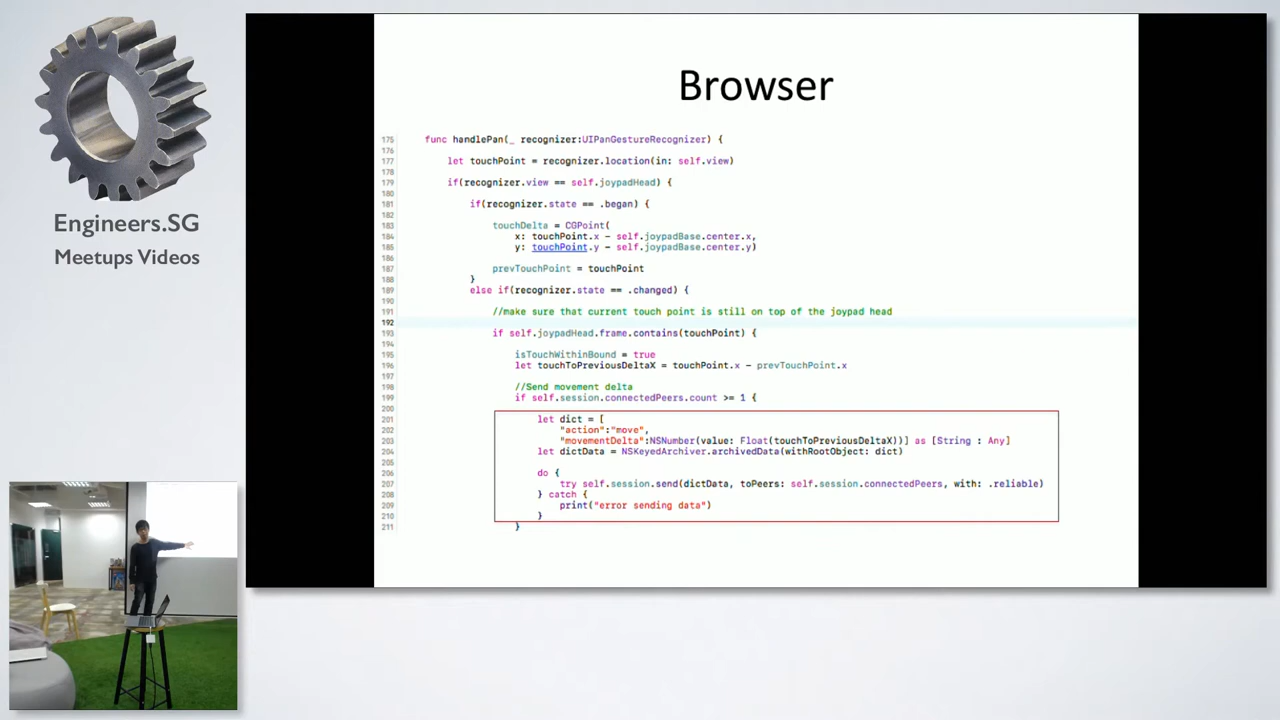 Engineers.SG
Meetups Videos
Browser
175 func handlePan(_ recognizer:UIPanGestureRecognizer) {
176
177 let touchPoint = recognizer.location(in: self.view)
178
179 if(recognizer.view == self.joypadHead) {
180
181 if(recognizer.state == .began) {
182
183 touchDelta = CGPoint(
184 x: touchPoint.x - self.joypadBase.center.x,
185 y: touchPoint.y - self.joypadBase.center.y)
186
187 prevTouchPoint = touchPoint
188 }
189 else if(recognizer.state == .changed) {
190
191 //make sure that current touch point is still on top of the joypad head
192
193 if self.joypadHead.frame.contains(touchPoint) {
194
195 isTouchWithinBound = true
196 let touchToPreviousDeltaX = touchPoint.x - prevTouchPoint.x
197
198 //Send movement delta
199 if self.session.connectedPeers.count >= 1 {
200
201 let dict = [
202 "action":"move",
203 "movementDelta":NSNumber(value: Float(touchToPreviousDeltaX))] as [String : Any]
204 let dictData = NSKeyedArchiver.archivedData(withRootObject: dict)
205
206 do {
207 try self.session.send(dictData, toPeers: self.session.connectedPeers, with: .reliable)
208 } catch {
209 print("error sending data")
210 }
211 }